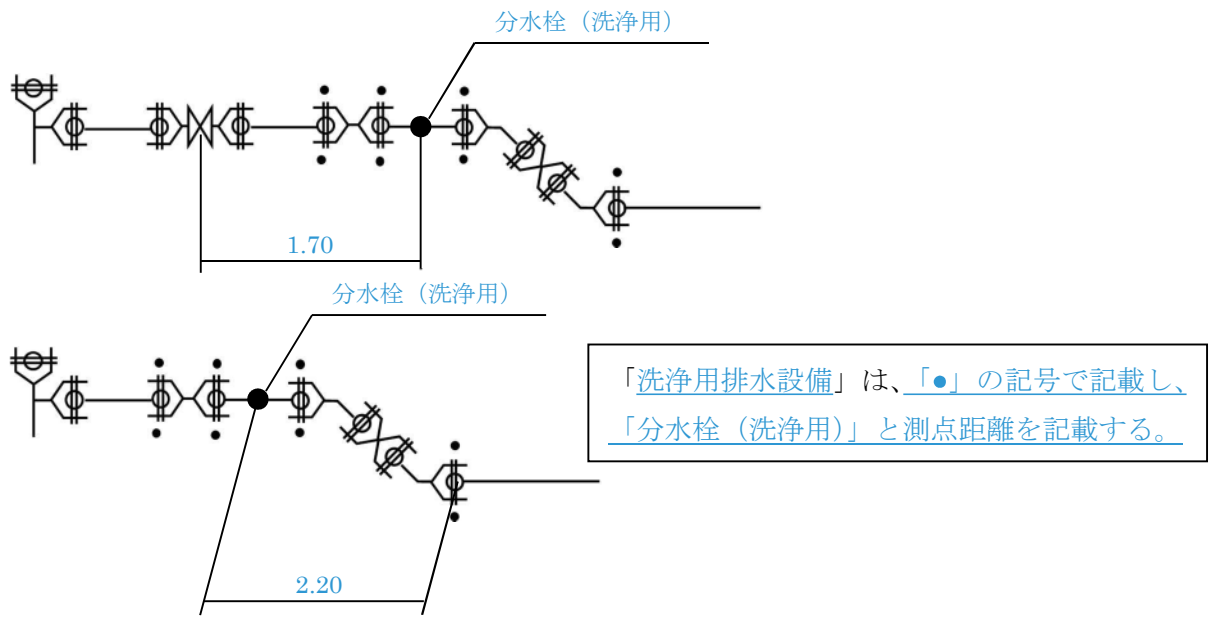 分水栓（洗浄用）
1.70
分水栓（洗浄用）
「洗浄用排水設備」は、「●」の記号で記載し、
「分水栓（洗浄用）」と測点距離を記載する。
2.20